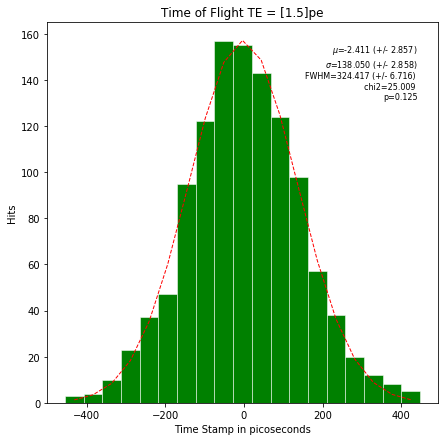 Time of Flight TE = [1.5]pe
μ=-2.411 (+/- 2.857)
σ=138.050 (+/- 2.858)
FWHM=324.417 (+/- 6.716)
chi2=25.009
p=0.125
160
140
120
100
80
60
40
20
0
Hits
−400
−200
0
200
400
Time Stamp in picoseconds